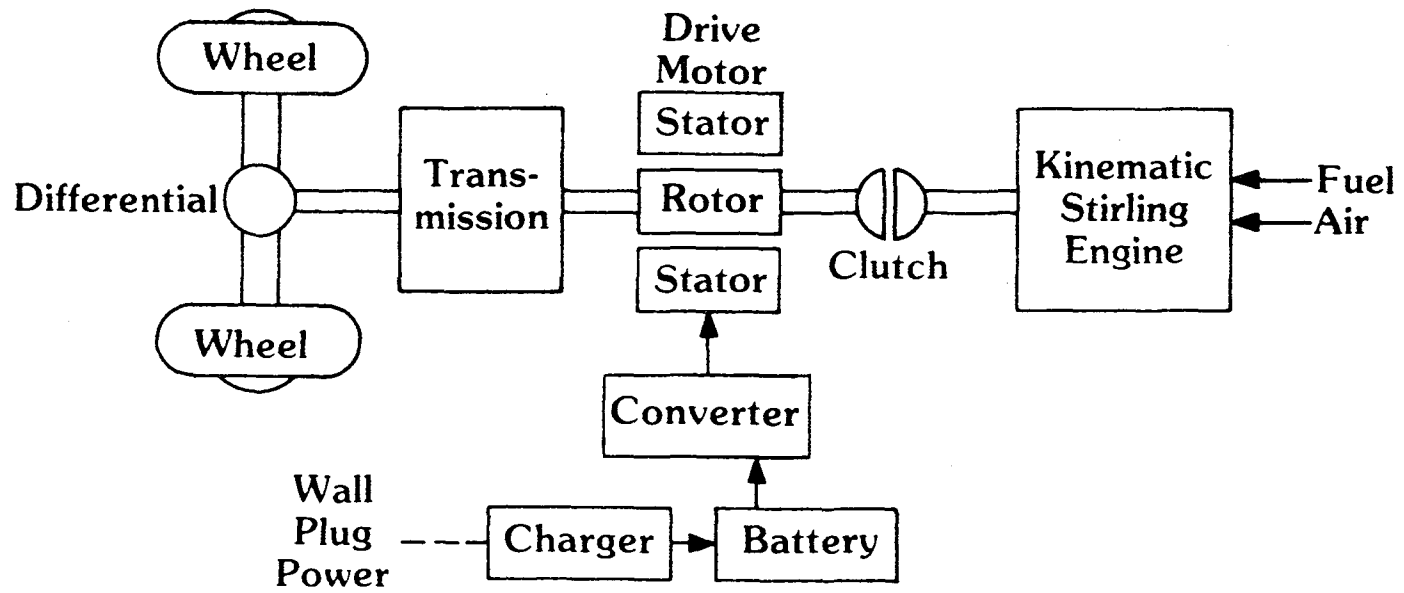 Wheel
Drive
Motor
Stator
Trans-
mission
Rotor
Kinematic
Stirling
Engine
Fuel
Air
Differential
Clutch
Stator
Wheel
Converter
Wall
Plug
Power
Charger
Battery